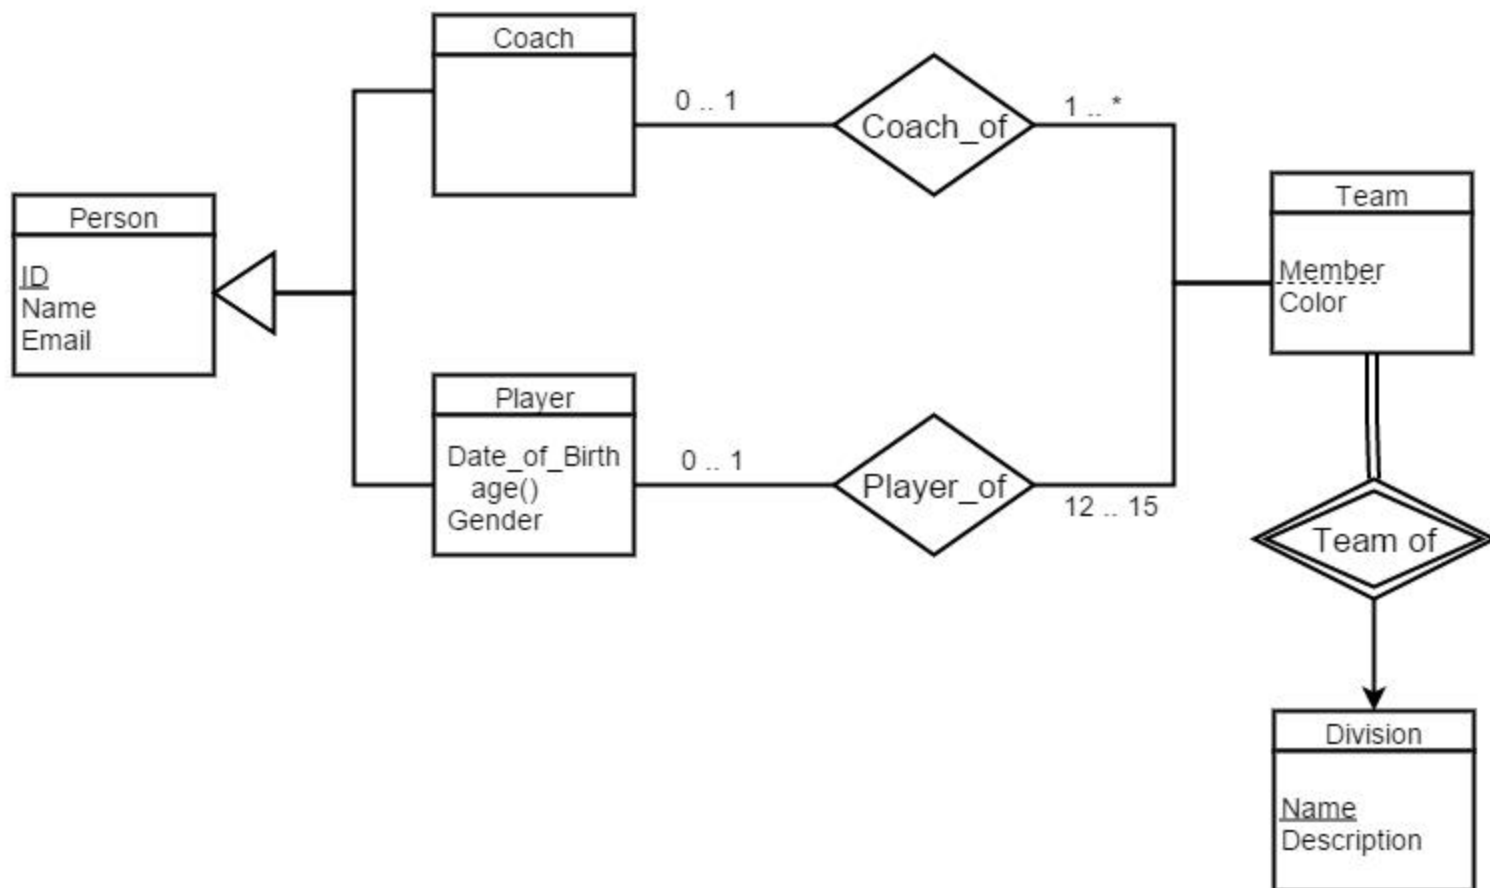 Coach
0 .. 1
Coach_of
1 .. *
Person
ID
Name
Email
Team
Member
Color
Player
Date_of_Birth
age()
Gender
0 .. 1
Player_of
12 .. 15
Team of
Division
Name
Description